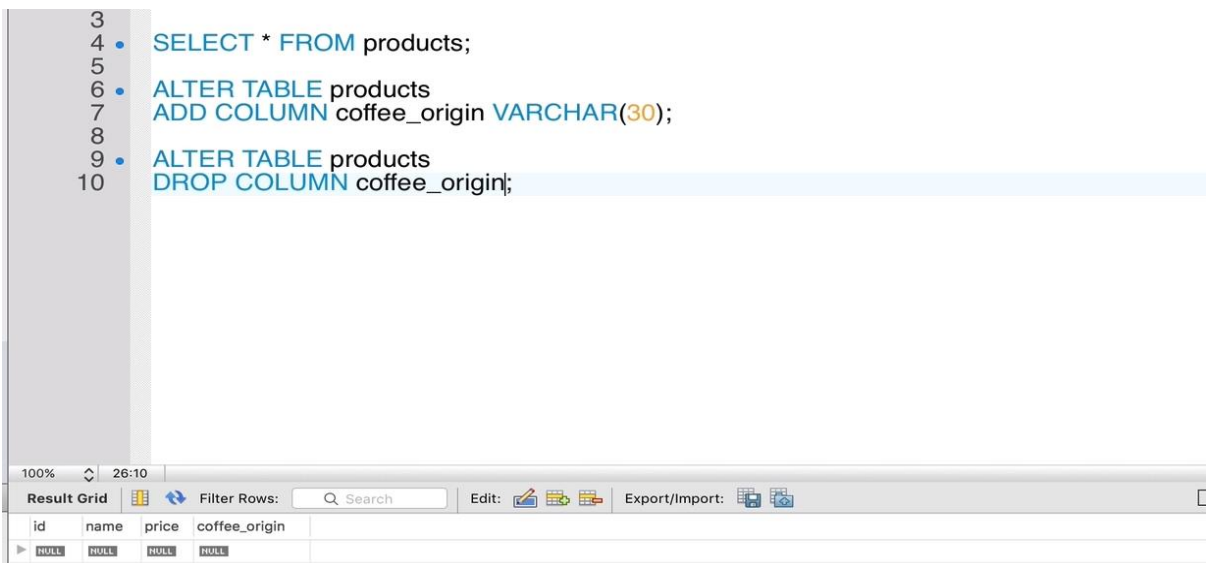 3
4 SELECT * FROM products;
5
6 ALTER TABLE products
7 ADD COLUMN coffee_origin VARCHAR(30);
8
9 ALTER TABLE products
10 DROP COLUMN coffee_origin;
100% 26:10
Result Grid Filter Rows: Search Edit: Export/Import:
id name price coffee_origin
NULL NULL NULL NULL